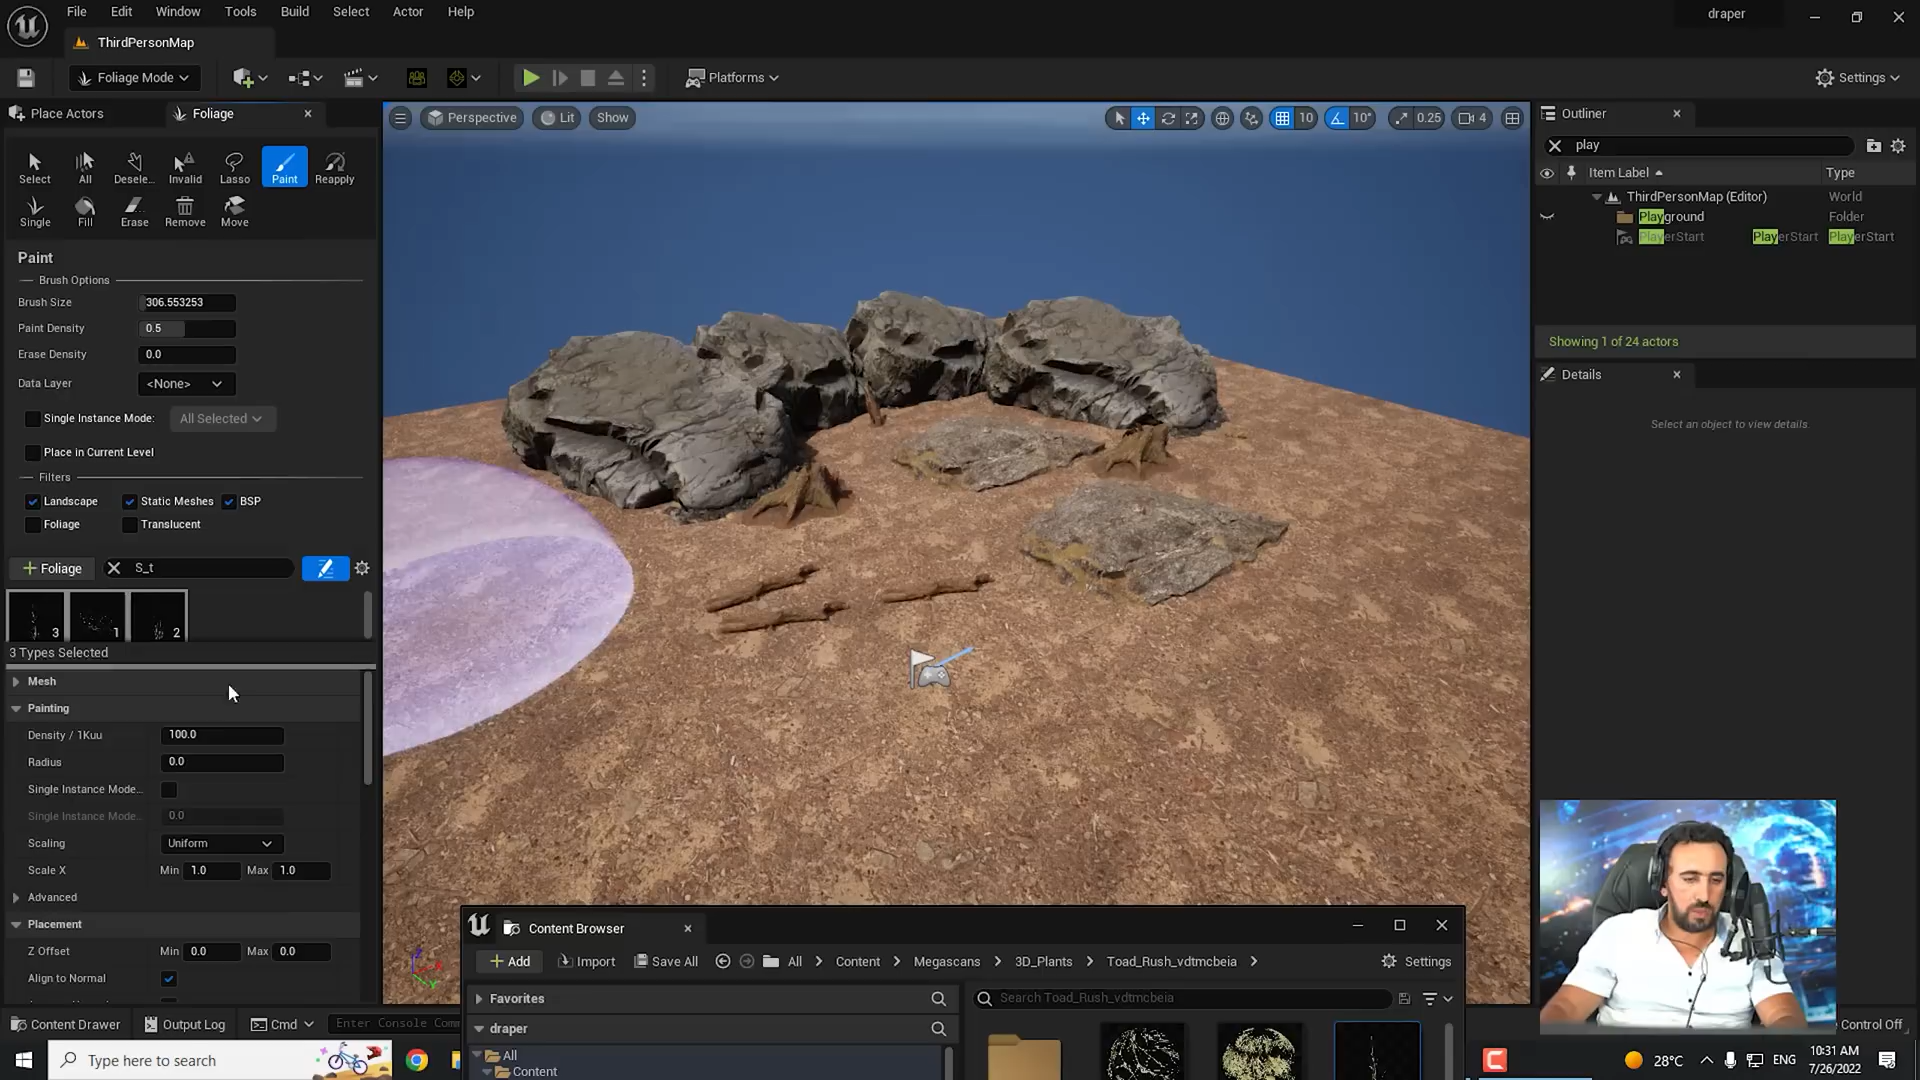 File Edit Window Tools Build Select Actor Help
draper
ThirdPersonMap
Foliage Mode
Platforms
Settings
Place Actors
Foliage
Select All Desele... Invalid Lasso Paint Reapply
Single Fill Erase Remove Move
Paint
Brush Options
Brush Size 306.553253
Paint Density 0.5
Erase Density 0.0
Data Layer <None>
Single Instance Mode: All Selected
Place in Current Level
Filters
Landscape Static Meshes BSP
Foliage Translucent
Foliage S_t
3 1 2
3 Types Selected
Mesh
Painting
Density / 1Kuu 100.0
Radius 0.0
Single Instance Mode...
Single Instance Mode... 0.0
Scaling Uniform
Scale X Min 1.0 Max 1.0
Advanced
Placement
Z Offset Min 0.0 Max 0.0
Align to Normal
Perspective Lit Show
10 10° 0.25 4
Outliner
play
Item Label Type
ThirdPersonMap (Editor) World
Playground Folder
PlayerStart PlayerStart PlayerStart
Showing 1 of 24 actors
Details
Select an object to view details.
Content Browser
Add Import Save All All Content Megascans 3D_Plants Toad_Rush_vdtmcbeia Settings
Favorites
Search Toad_Rush_vdtmcbeia
draper
All
Content
Content Drawer Output Log Cmd Enter Console Comm
Control Off
Type here to search
28°C ENG
10:31 AM
7/26/2022